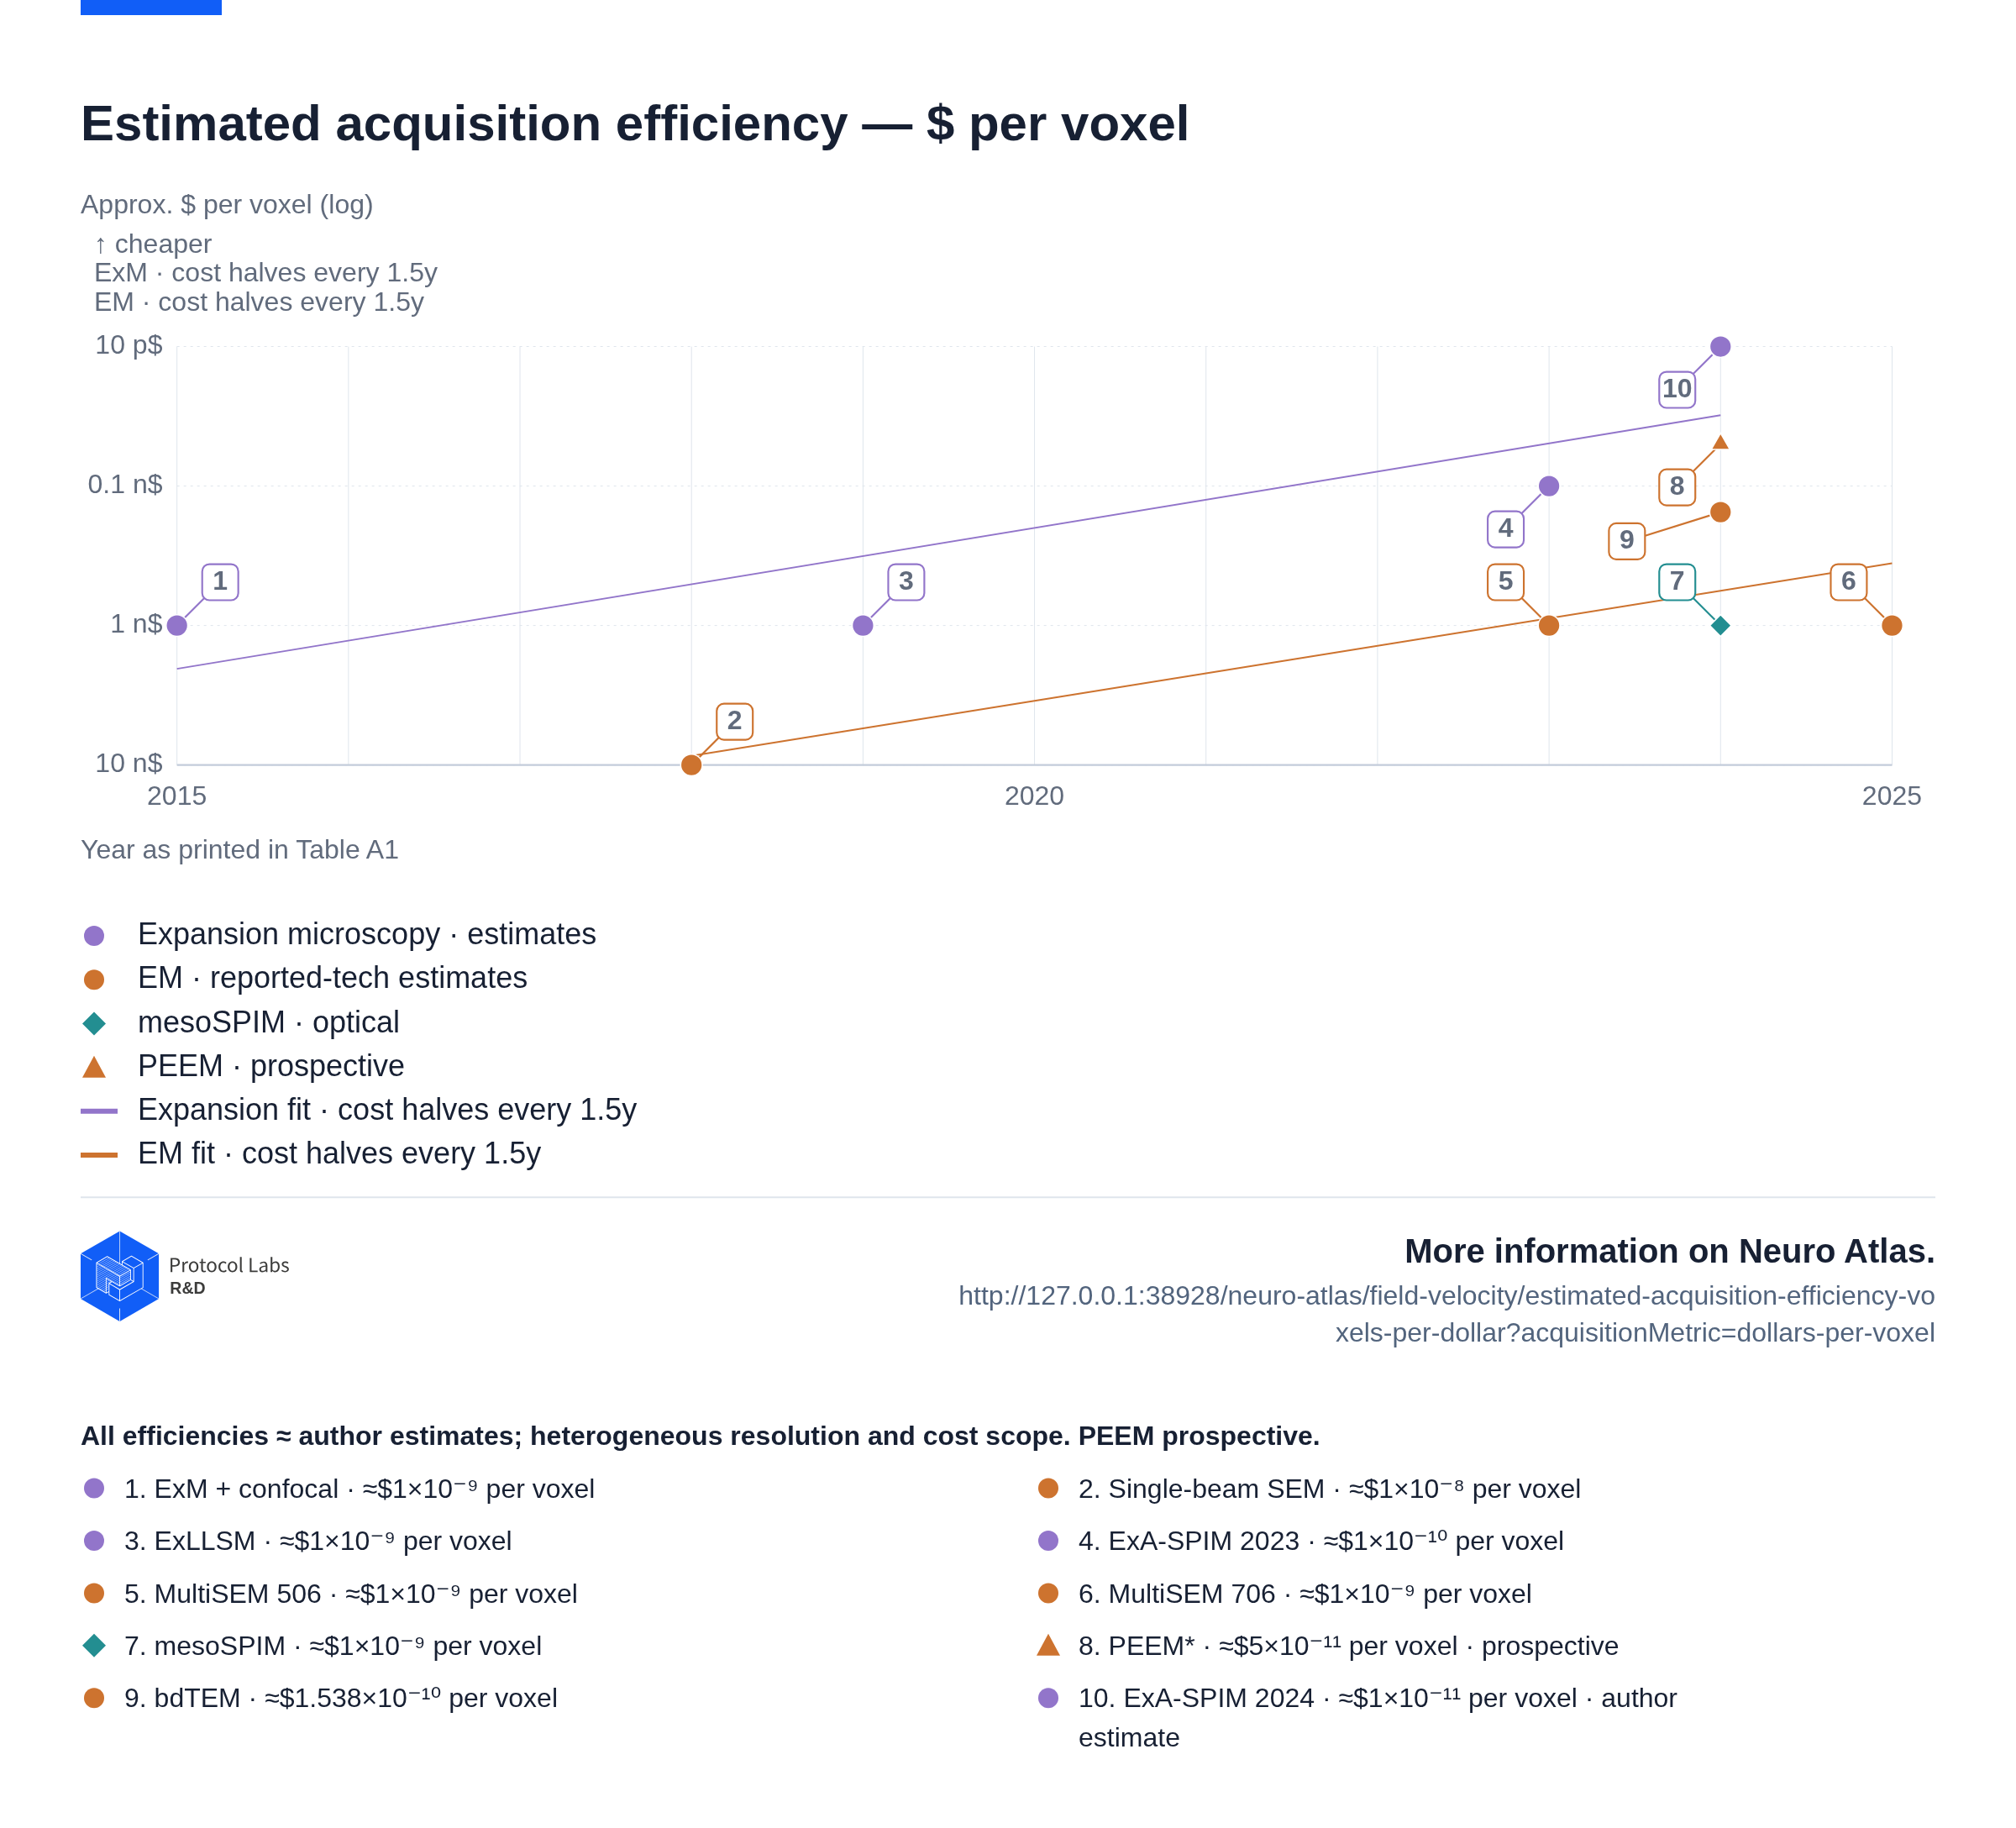 Estimated acquisition efficiency — $ per voxel
Approx. $ per voxel (log)
↑ cheaper
ExM · cost halves every 1.5y
EM · cost halves every 1.5y
10 p$
10
0.1 n$
8
4
9
1
3
5
7
6
1 n$
2
10 n$
2015
2020
2025
Year as printed in Table A1
Expansion microscopy · estimates
EM · reported-tech estimates
mesoSPIM · optical
PEEM · prospective
Expansion fit · cost halves every 1.5y
EM fit · cost halves every 1.5y
Protocol Labs
R&D
More information on Neuro Atlas.
http://127.0.0.1:38928/neuro-atlas/field-velocity/estimated-acquisition-efficiency-vo
xels-per-dollar?acquisitionMetric=dollars-per-voxel
All efficiencies ≈ author estimates; heterogeneous resolution and cost scope. PEEM prospective.
1. ExM + confocal · ≈$1×10⁻⁹ per voxel
2. Single-beam SEM · ≈$1×10⁻⁸ per voxel
3. ExLLSM · ≈$1×10⁻⁹ per voxel
4. ExA-SPIM 2023 · ≈$1×10⁻¹⁰ per voxel
5. MultiSEM 506 · ≈$1×10⁻⁹ per voxel
6. MultiSEM 706 · ≈$1×10⁻⁹ per voxel
7. mesoSPIM · ≈$1×10⁻⁹ per voxel
8. PEEM* · ≈$5×10⁻¹¹ per voxel · prospective
9. bdTEM · ≈$1.538×10⁻¹⁰ per voxel
10. ExA-SPIM 2024 · ≈$1×10⁻¹¹ per voxel · author
estimate